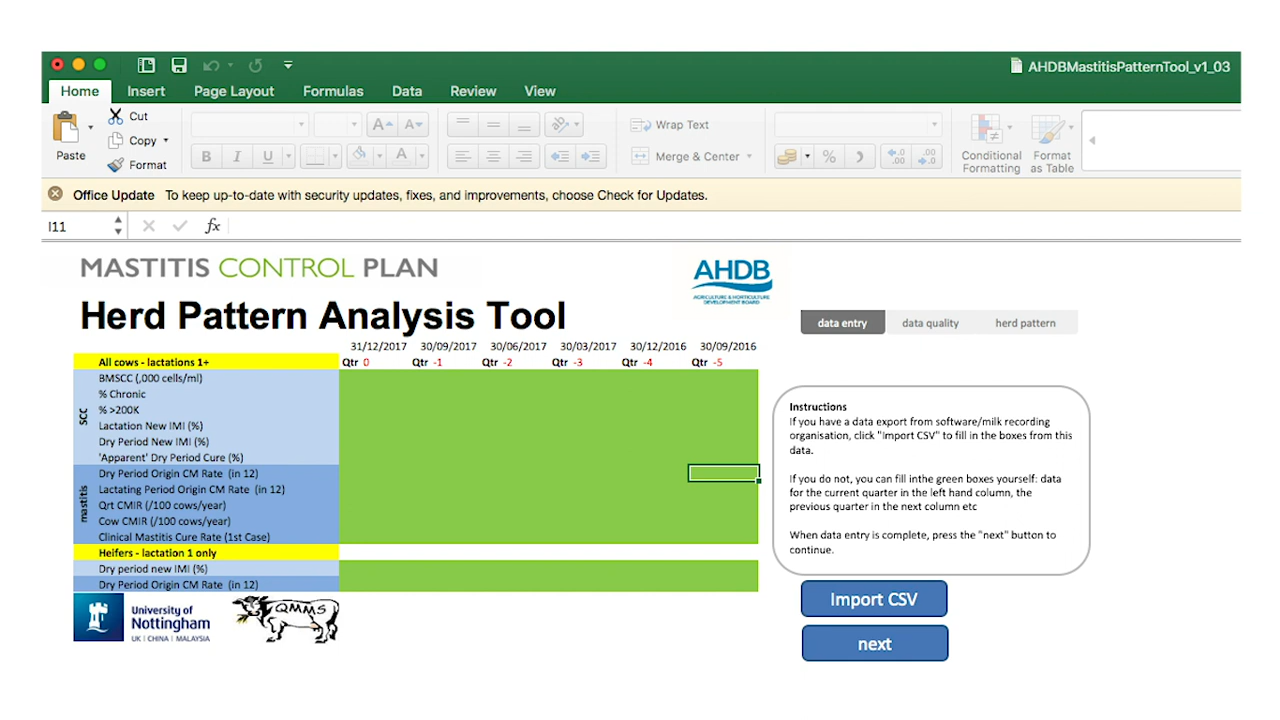 AHDBMastitisPatternTool_v1_03
Home Insert Page Layout Formulas Data Review View
Paste
Cut
Copy
Format
A A
B I U A
Wrap Text
Merge & Center
%
.0 .00
.00 .0
Conditional Formatting
Format as Table
Office Update To keep up-to-date with security updates, fixes, and improvements, choose Check for Updates.
I11 fx
MASTITIS CONTROL PLAN
AHDB
AGRICULTURE & HORTICULTURE
DEVELOPMENT BOARD
Herd Pattern Analysis Tool
data entry data quality herd pattern
31/12/2017 30/09/2017 30/06/2017 30/03/2017 30/12/2016 30/09/2016
All cows - lactations 1+ Qtr 0 Qtr -1 Qtr -2 Qtr -3 Qtr -4 Qtr -5
SCC
BMSCC (,000 cells/ml)
% Chronic
% >200K
Lactation New IMI (%)
Dry Period New IMI (%)
'Apparent' Dry Period Cure (%)
mastitis
Dry Period Origin CM Rate (in 12)
Lactating Period Origin CM Rate (in 12)
Qrt CMIR (/100 cows/year)
Cow CMIR (/100 cows/year)
Clinical Mastitis Cure Rate (1st Case)
Heifers - lactation 1 only
Dry period new IMI (%)
Dry Period Origin CM Rate (in 12)
Instructions
If you have a data export from software/milk recording
organisation, click "Import CSV" to fill in the boxes from this
data.
If you do not, you can fill inthe green boxes yourself: data
for the current quarter in the left hand column, the
previous quarter in the next column etc
When data entry is complete, press the "next" button to
continue.
Import CSV
next
University of
Nottingham
UK | CHINA | MALAYSIA
QMMS